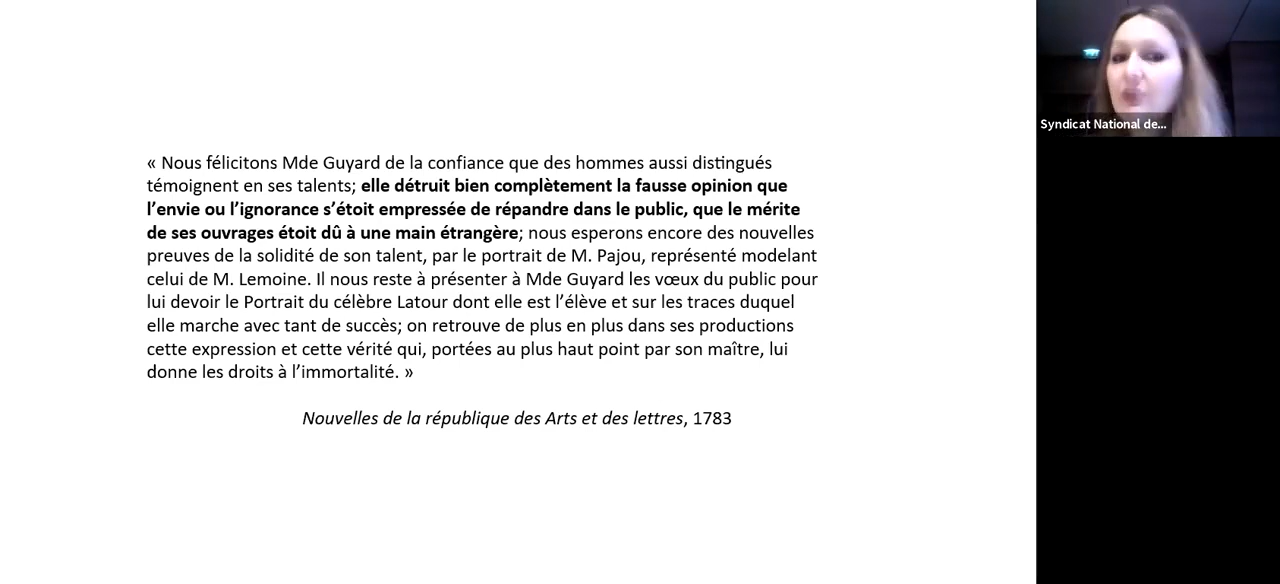 « Nous félicitons Mde Guyard de la confiance que des hommes aussi distingués
témoignent en ses talents; elle détruit bien complètement la fausse opinion que
l’envie ou l’ignorance s’étoit empressée de répandre dans le public, que le mérite
de ses ouvrages étoit dû à une main étrangère; nous esperons encore des nouvelles
preuves de la solidité de son talent, par le portrait de M. Pajou, représenté modelant
celui de M. Lemoine. Il nous reste à présenter à Mde Guyard les vœux du public pour
lui devoir le Portrait du célèbre Latour dont elle est l’élève et sur les traces duquel
elle marche avec tant de succès; on retrouve de plus en plus dans ses productions
cette expression et cette vérité qui, portées au plus haut point par son maître, lui
donne les droits à l’immortalité. »
Nouvelles de la république des Arts et des lettres, 1783
Syndicat National de...